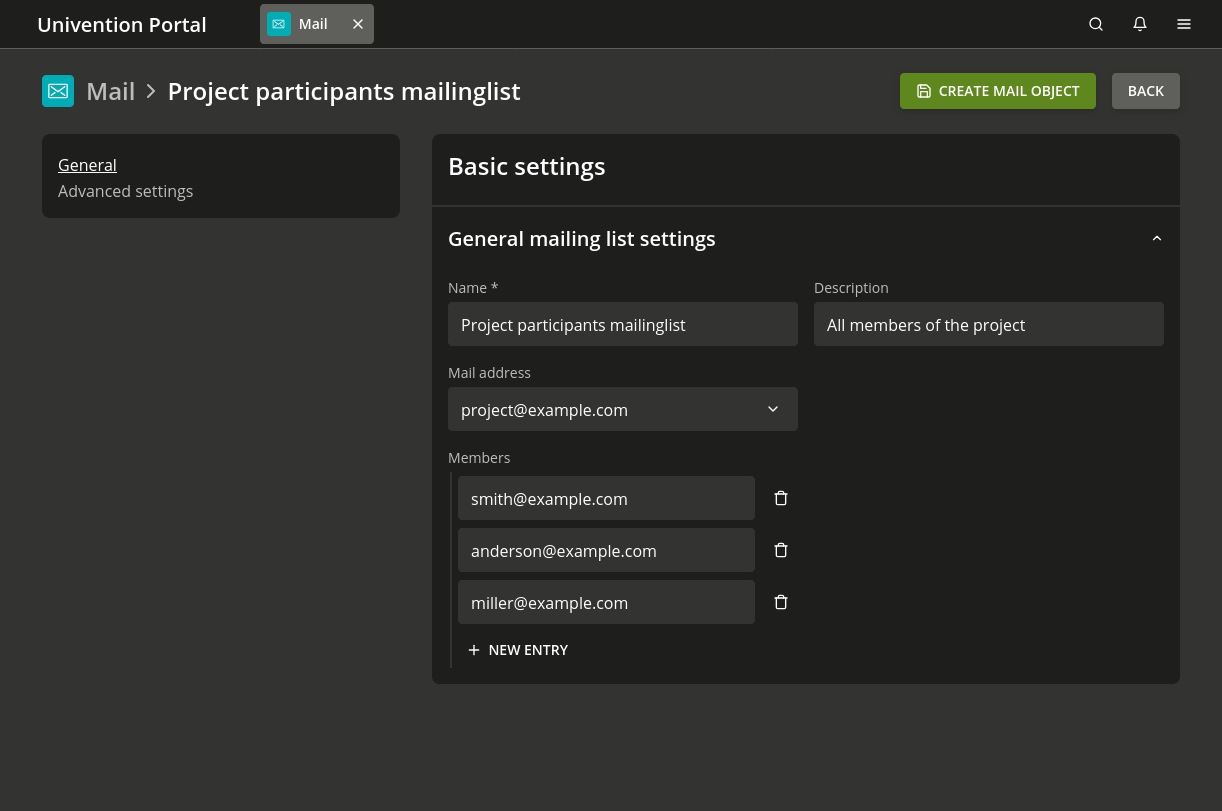 Univention Portal
Mail
Mail > Project participants mailinglist
CREATE MAIL OBJECT
BACK
General
Advanced settings
Basic settings
General mailing list settings
Name *
Description
Project participants mailinglist
All members of the project
Mail address
project@example.com
Members
smith@example.com
anderson@example.com
miller@example.com
+ NEW ENTRY